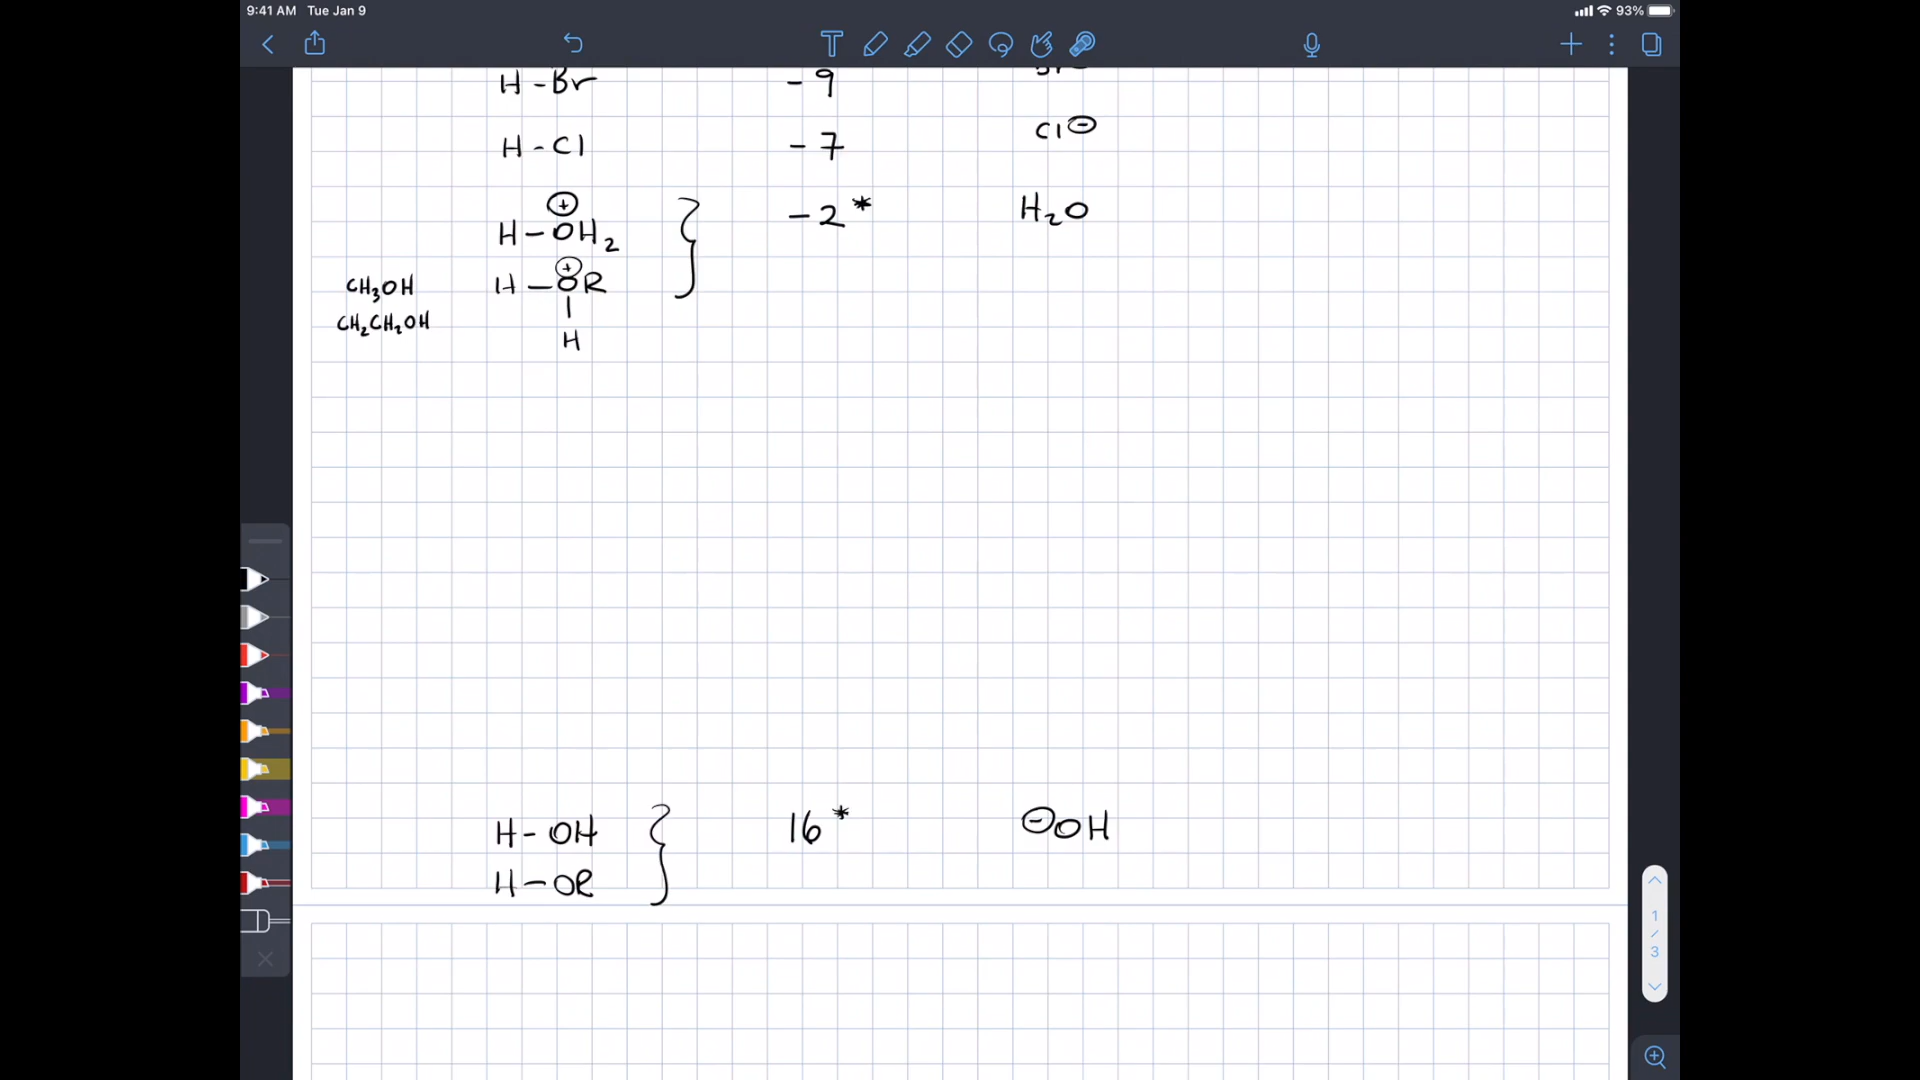 9:41 AM Tue Jan 9
93%
H-Br -9
H-Cl -7 Cl⊖
⊕
H-OH₂ -2* H₂O
⊕
CH₃OH H-OR
H
CH₂CH₂OH
H-OH 16* ⊖OH
H-OR
1
/
3